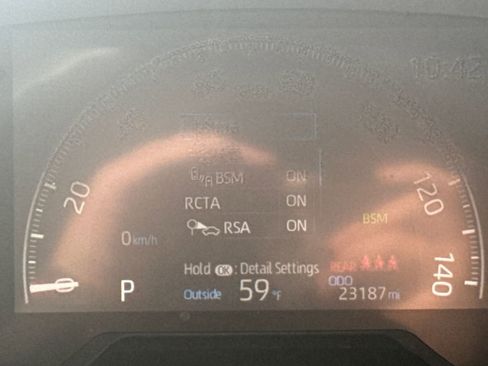 10:42
BSM ON
RCTA ON
20
120
RSA ON
BSM
0 km/h
Hold OK : Detail Settings
REAR
P
ODO
140
Outside 59 °F
23187 mi